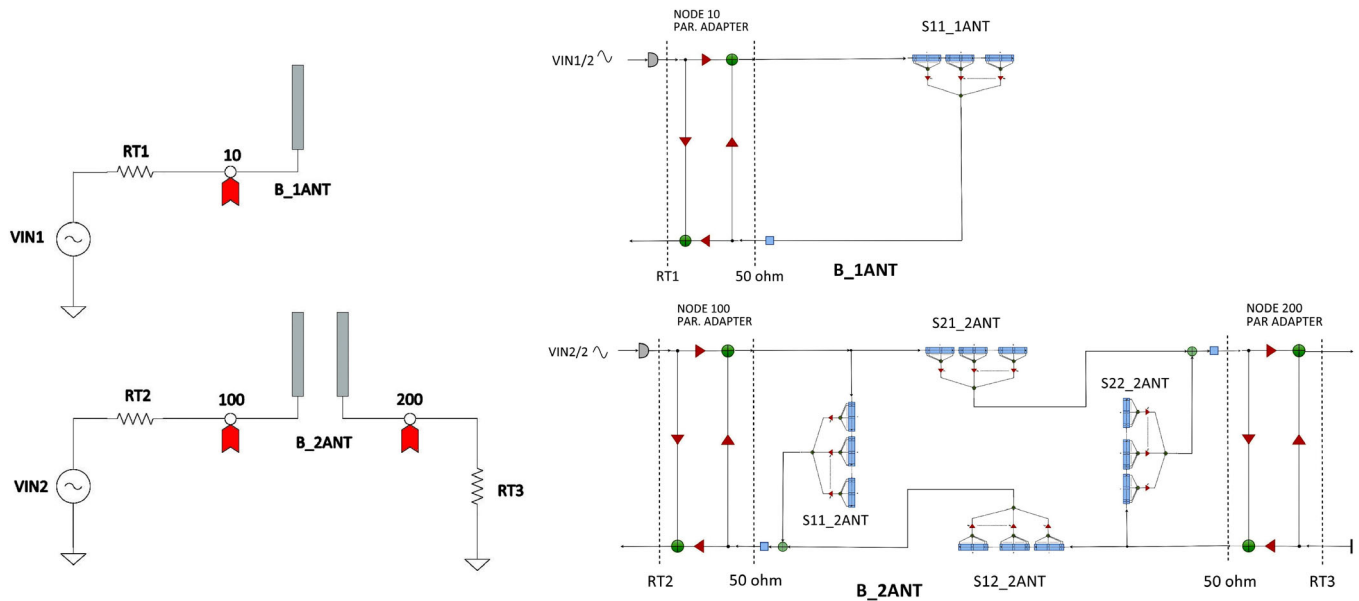 RT1
10
B_1ANT
VIN1
RT2
100
200
B_2ANT
VIN2
RT3
NODE 10
PAR. ADAPTER
S11_1ANT
VIN1/2
B_1ANT
RT1
50 ohm
NODE 100
PAR. ADAPTER
S21_2ANT
NODE 200
PAR ADAPTER
VIN2/2
S22_2ANT
S11_2ANT
RT2
50 ohm
S12_2ANT
50 ohm
RT3
B_2ANT